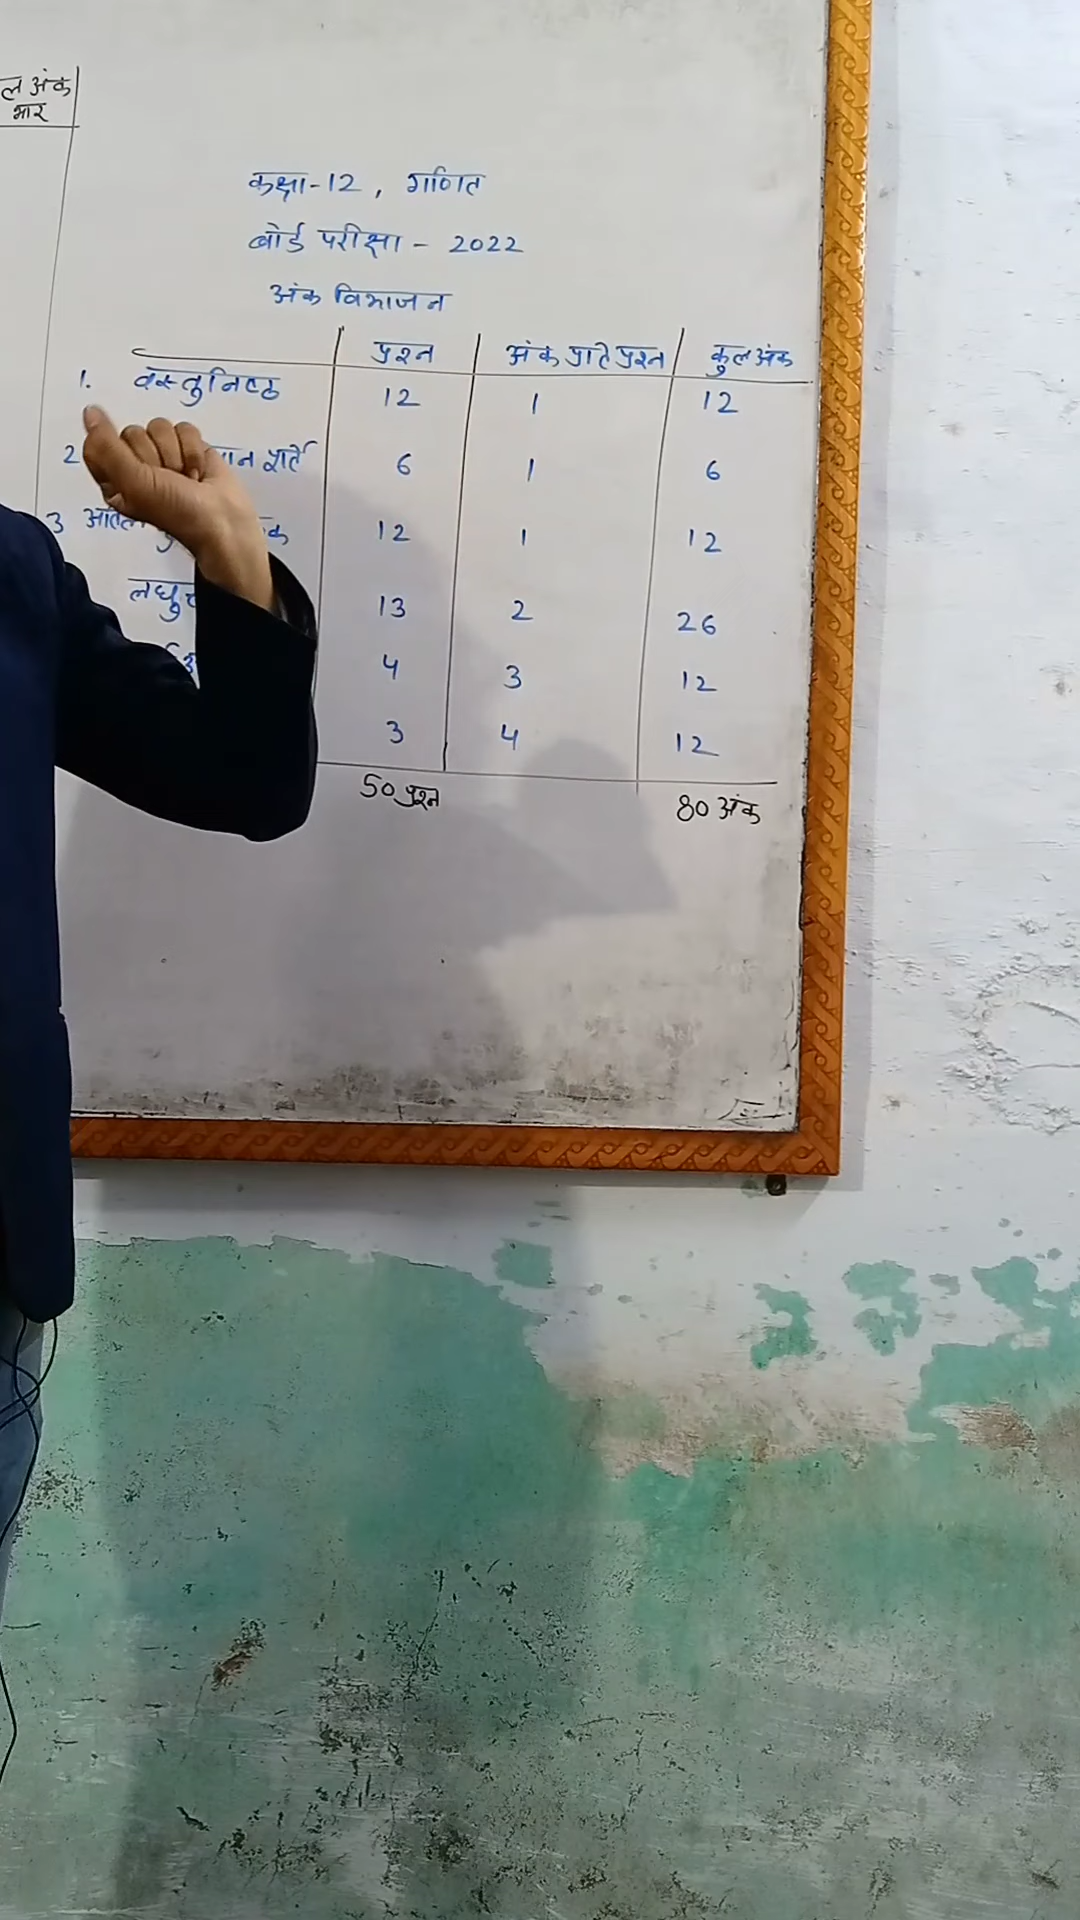 अंक
भार
कक्षा-12, गणित
बोर्ड परीक्षा - 2022
अंक विभाजन
प्रश्न अंक प्रति प्रश्न कुल अंक
1. वस्तुनिष्ठ 12 1 12
2 6 1 6
3 12 1 12
13 2 26
4 3 12
3 4 12
50 प्रश्न 80 अंक